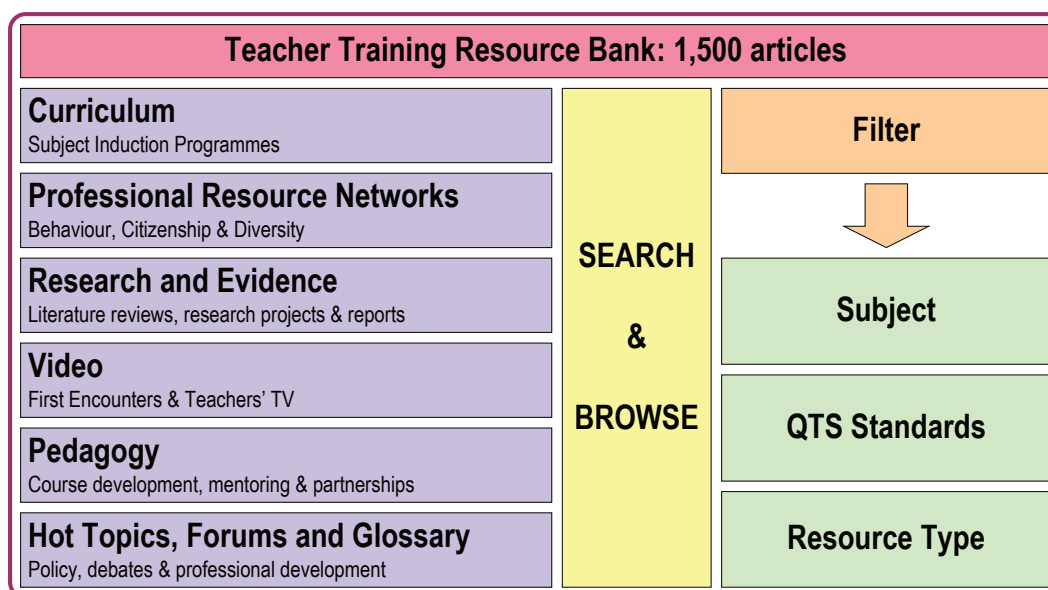 Teacher Training Resource Bank: 1,500 articles
Curriculum
Subject Induction Programmes
Professional Resource Networks
Behaviour, Citizenship & Diversity
Research and Evidence
Literature reviews, research projects & reports
Video
First Encounters & Teachers’ TV
Pedagogy
Course development, mentoring & partnerships
Hot Topics, Forums and Glossary
Policy, debates & professional development
SEARCH
&
BROWSE
Filter
Subject
QTS Standards
Resource Type